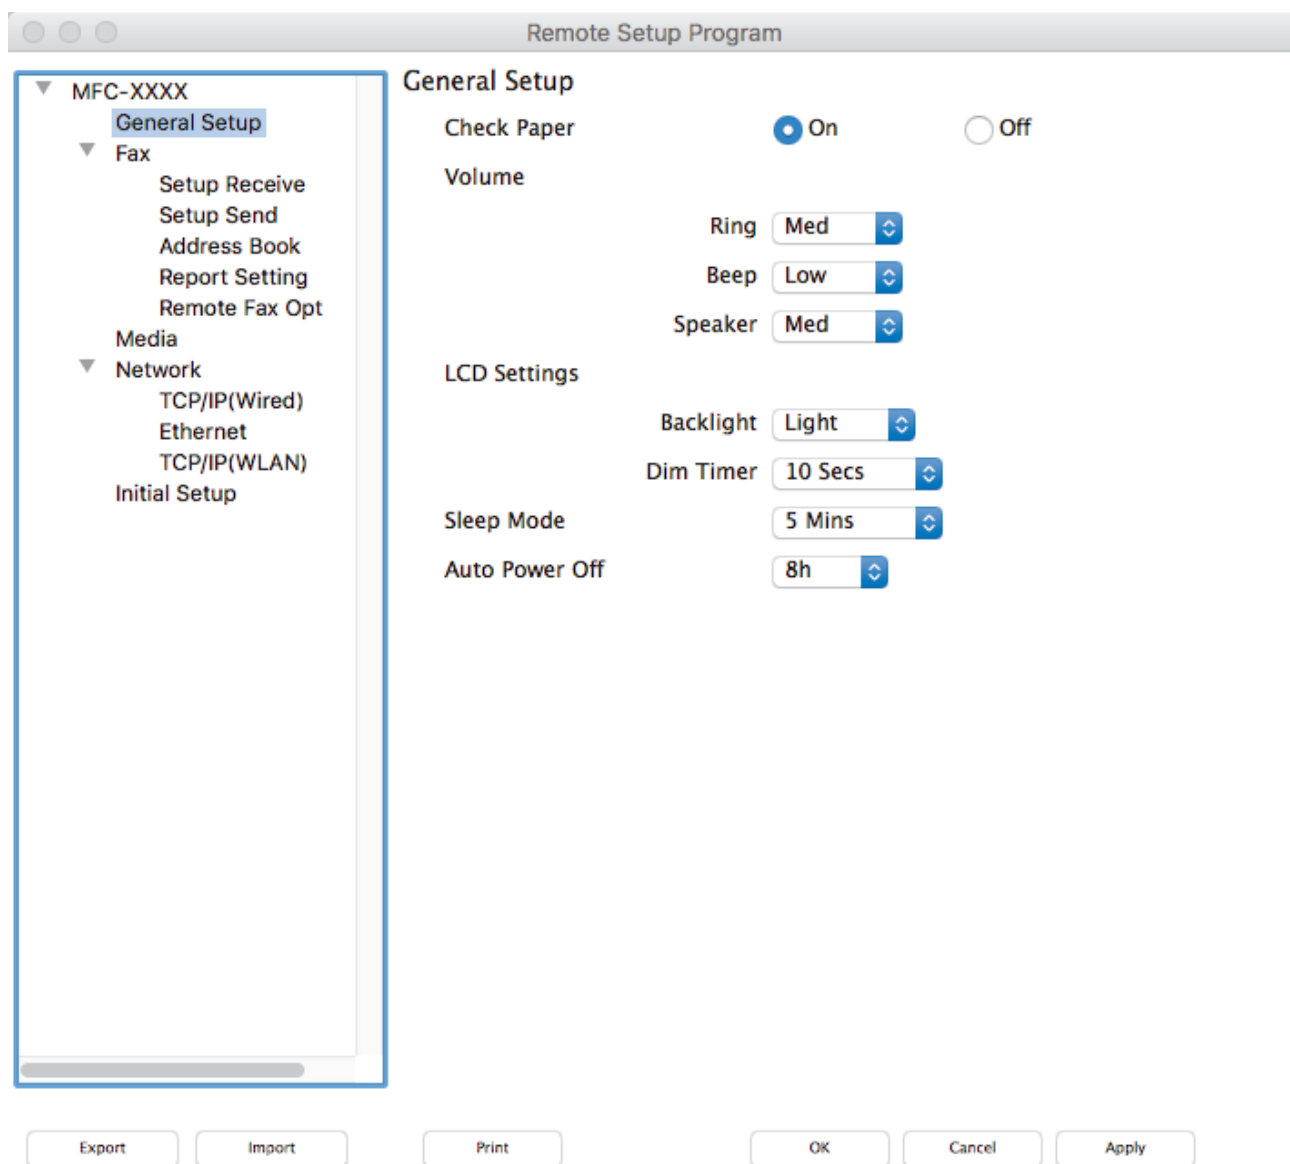 Remote Setup Program
MFC-XXXX
General Setup
Fax
Setup Receive
Setup Send
Address Book
Report Setting
Remote Fax Opt
Media
Network
TCP/IP(Wired)
Ethernet
TCP/IP(WLAN)
Initial Setup
General Setup
Check Paper On Off
Volume
Ring Med
Beep Low
Speaker Med
LCD Settings
Backlight Light
Dim Timer 10 Secs
Sleep Mode 5 Mins
Auto Power Off 8h
Export Import Print OK Cancel Apply